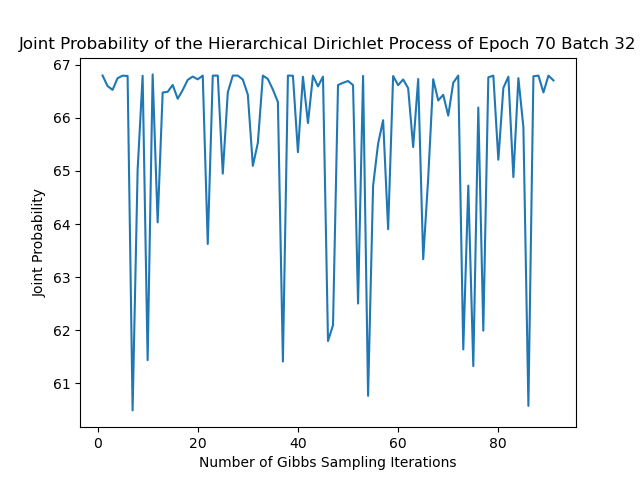 Joint Probability of the Hierarchical Dirichlet Process of Epoch 70 Batch 32
67
66
65
64
63
62
61
Joint Probability
0 20 40 60 80
Number of Gibbs Sampling Iterations